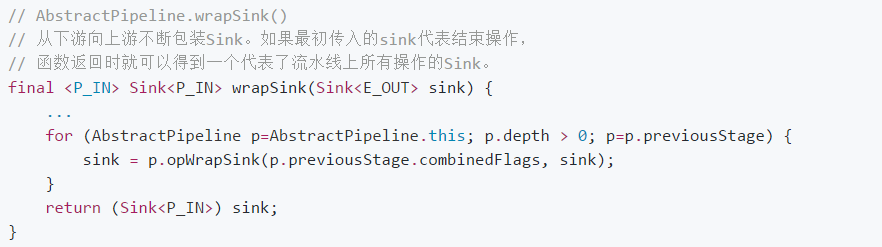 // AbstractPipeline.wrapSink()
// 从下游向上游不断包装Sink。如果最初传入的sink代表结束操作，
// 函数返回时就可以得到一个代表了流水线上所有操作的Sink。
final <P_IN> Sink<P_IN> wrapSink(Sink<E_OUT> sink) {
    ...
    for (AbstractPipeline p=AbstractPipeline.this; p.depth > 0; p=p.previousStage) {
        sink = p.opWrapSink(p.previousStage.combinedFlags, sink);
    }
    return (Sink<P_IN>) sink;
}